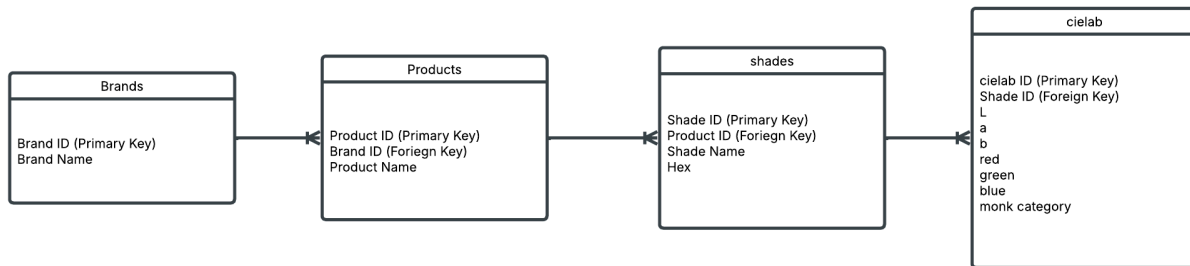 Brands
Brand ID (Primary Key)
Brand Name
Products
Product ID (Primary Key)
Brand ID (Foriegn Key)
Product Name
shades
Shade ID (Primary Key)
Product ID (Foriegn Key)
Shade Name
Hex
cielab
cielab ID (Primary Key)
Shade ID (Foreign Key)
L
a
b
red
green
blue
monk category